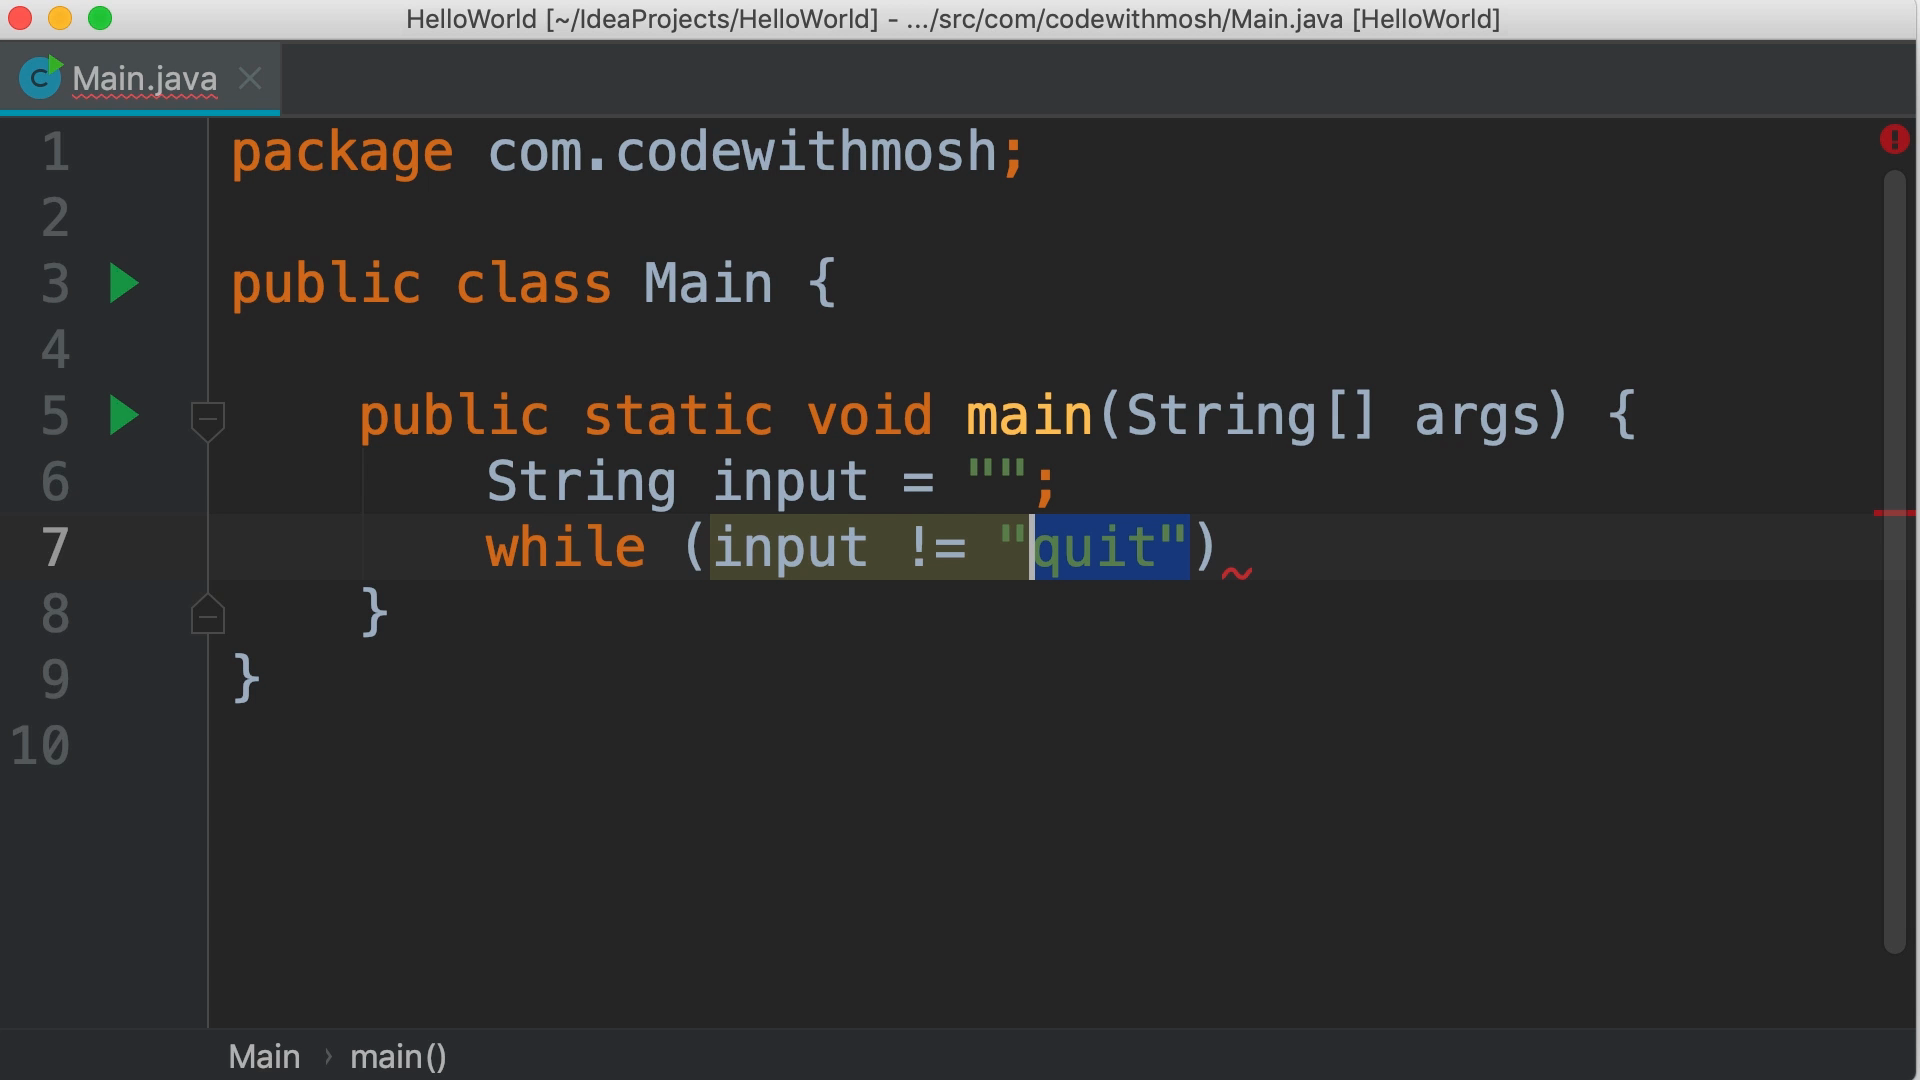 HelloWorld [~/IdeaProjects/HelloWorld] - .../src/com/codewithmosh/Main.java [HelloWorld]
C Main.java
1 package com.codewithmosh;
2
3 public class Main {
4
5 public static void main(String[] args) {
6 String input = "";
7 while (input != "quit")
8 }
9 }
10
Main › main()